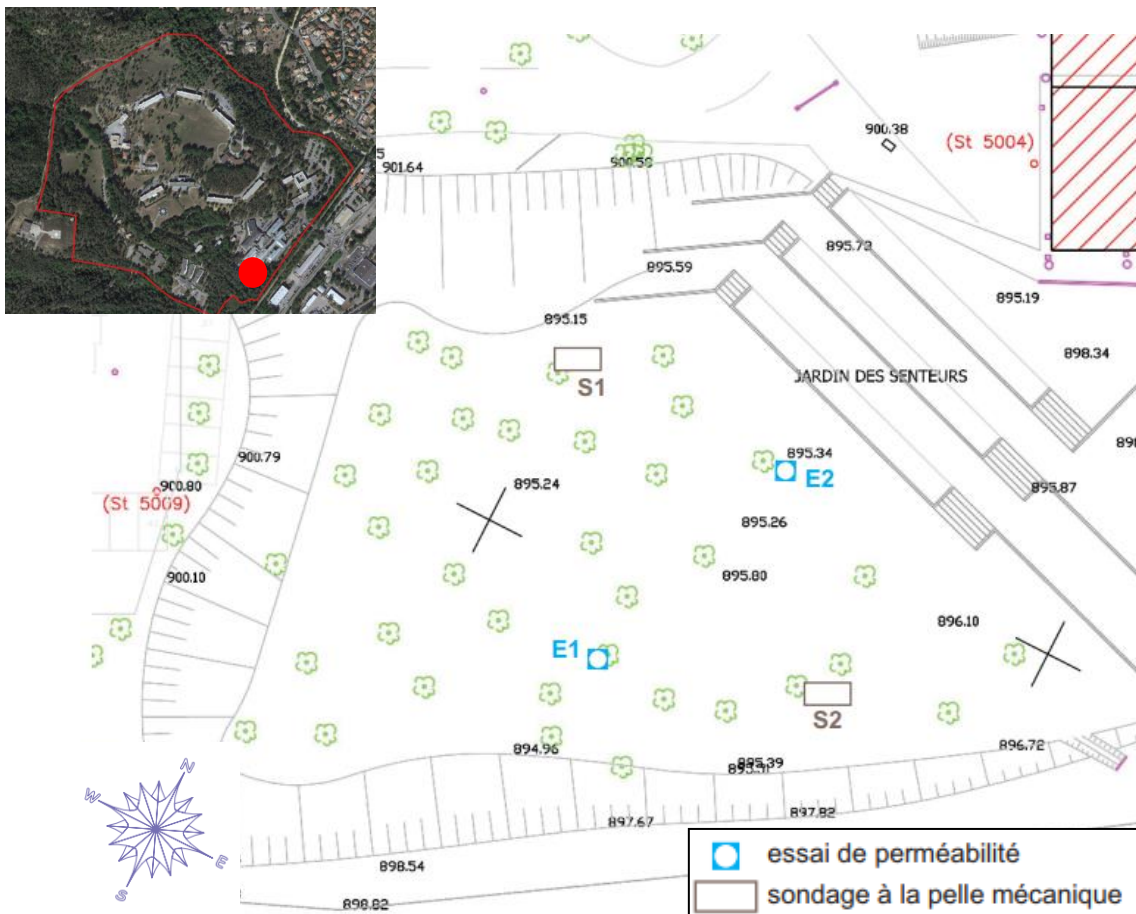 900.38
(St 5004)
5
901.64
900.58
895.73
895.59
895.19
895.15
898.34
S1
JARDIN DES SENTEURS
895.34
E2
900.79
900.80
895.24
895.87
(St 5009)
895.26
900.10
895.80
896.10
E1
S2
894.96
896.72
895.39
N
W
E
S
897.67
897.82
898.54
898.82
essai de perméabilité
sondage à la pelle mécanique